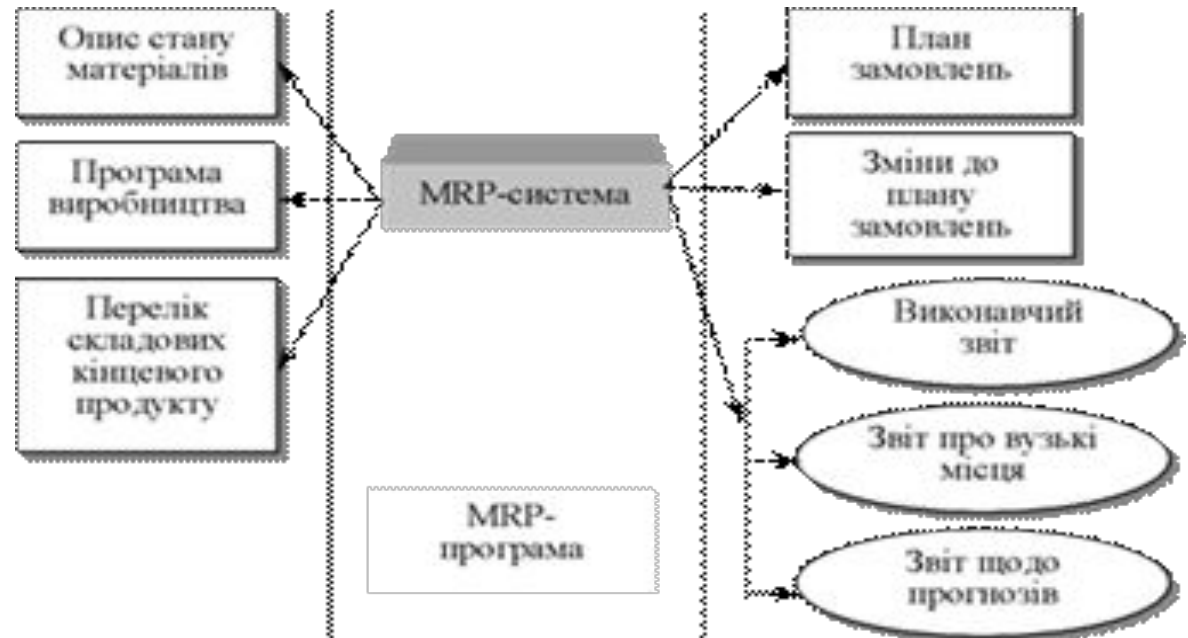 Опис стану
матеріалів
Програма
виробництва
Перелік
складових
кінцевого
продукту
MRP-система
MRP-
програма
План
замовлень
Зміни до
плану
замовлень
Виконавчий
звіт
Звіт про вузькі
місця
Звіт щодо
прогнозів